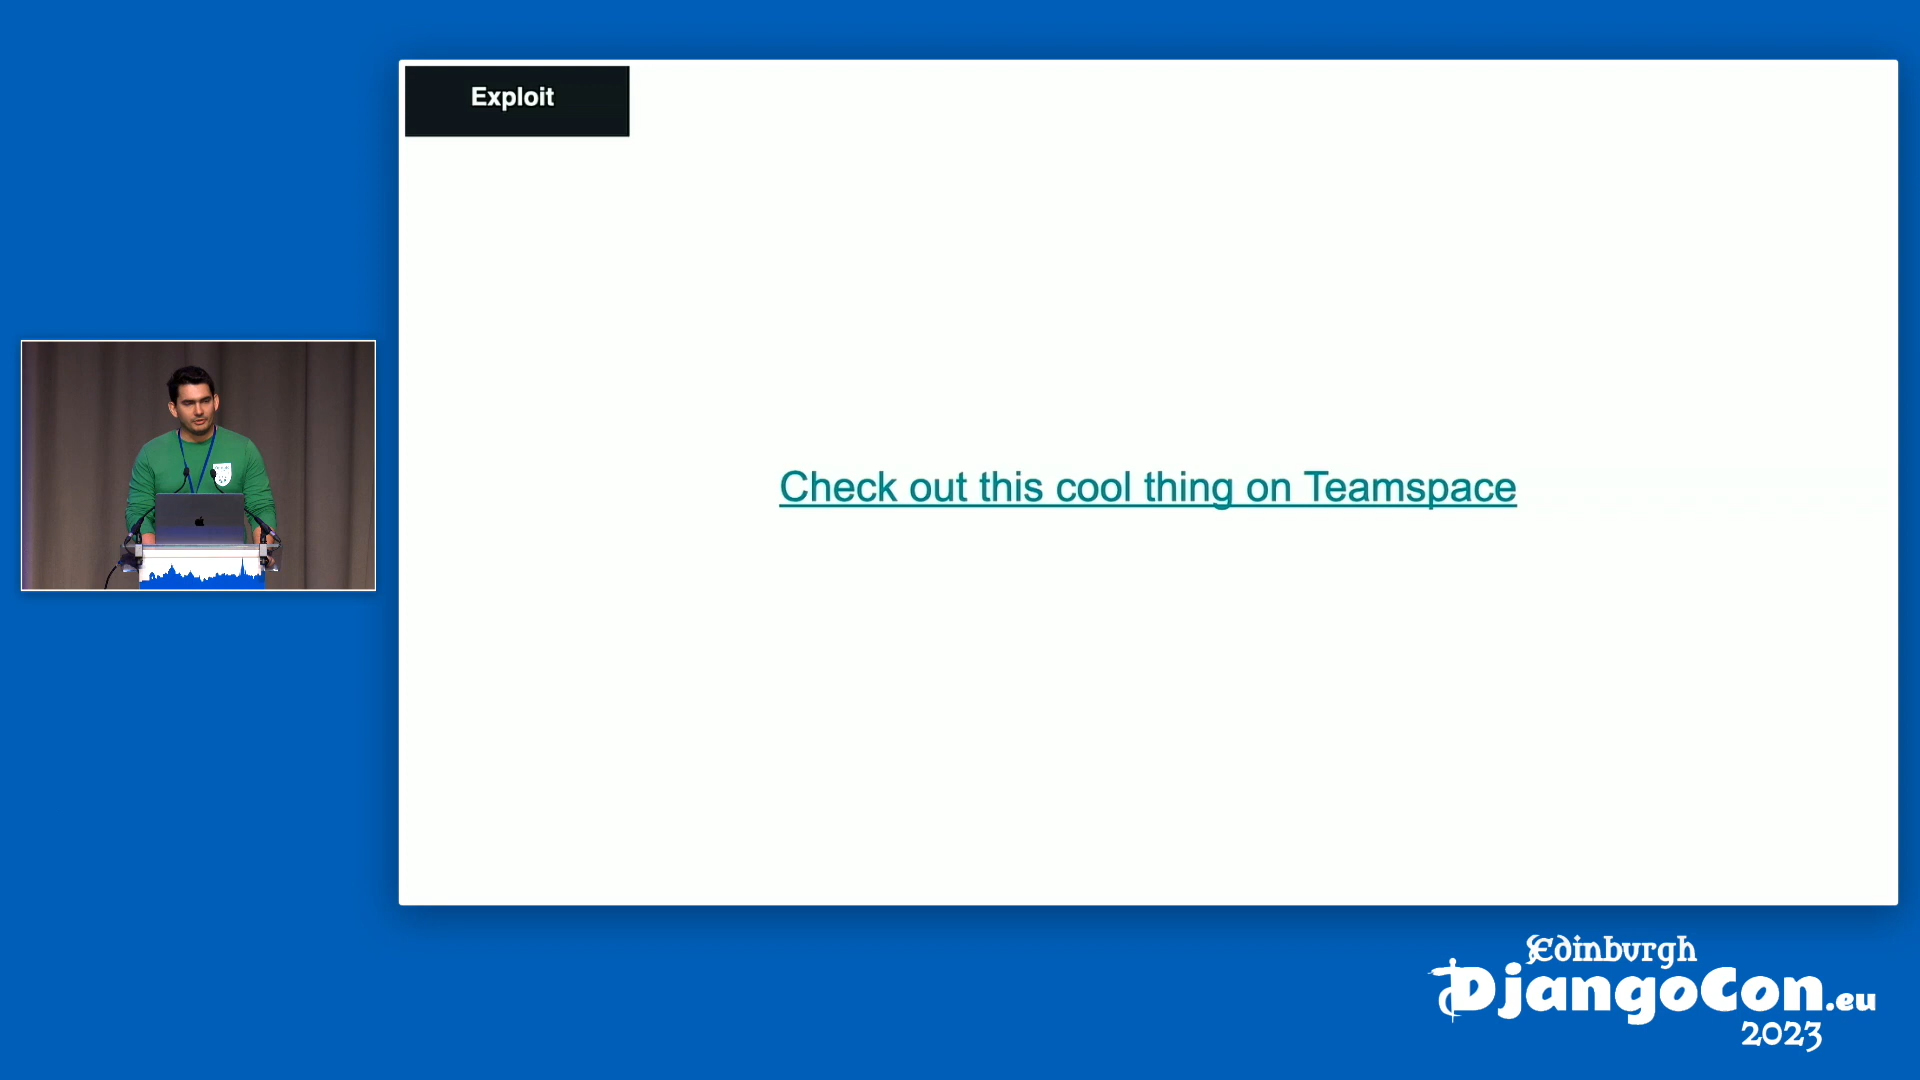 Exploit
Check out this cool thing on Teamspace
Edinburgh
DjangoCon.eu
2023